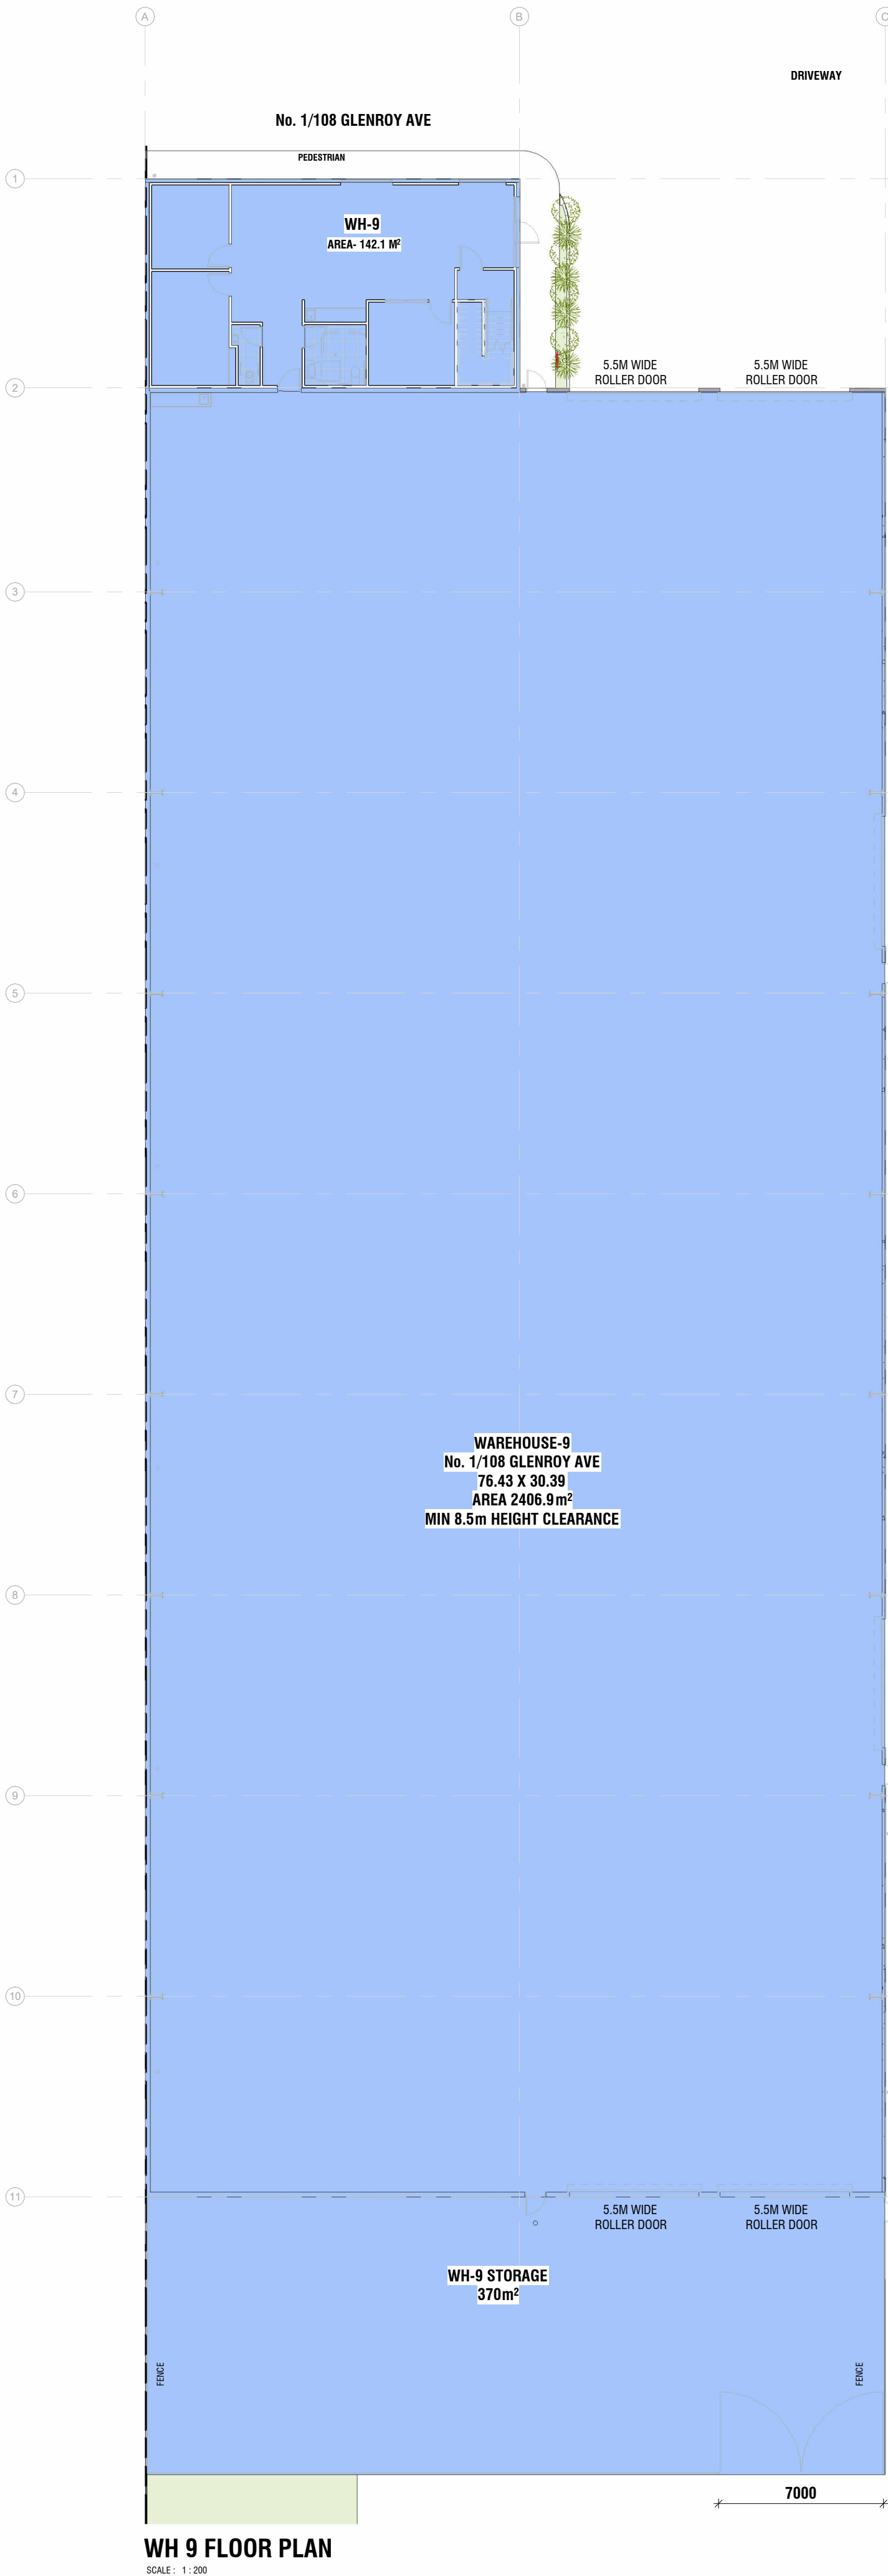 A
B
C
DRIVEWAY
No. 1/108 GLENROY AVE
PEDESTRIAN
1
WH-9
AREA- 142.1 M²
5.5M WIDE
ROLLER DOOR
5.5M WIDE
ROLLER DOOR
2
3
4
5
6
7
WAREHOUSE-9
No. 1/108 GLENROY AVE
76.43 X 30.39
AREA 2406.9m²
MIN 8.5m HEIGHT CLEARANCE
8
9
10
11
5.5M WIDE
ROLLER DOOR
5.5M WIDE
ROLLER DOOR
WH-9 STORAGE
370m²
FENCE
FENCE
7000
WH 9 FLOOR PLAN
SCALE : 1 : 200